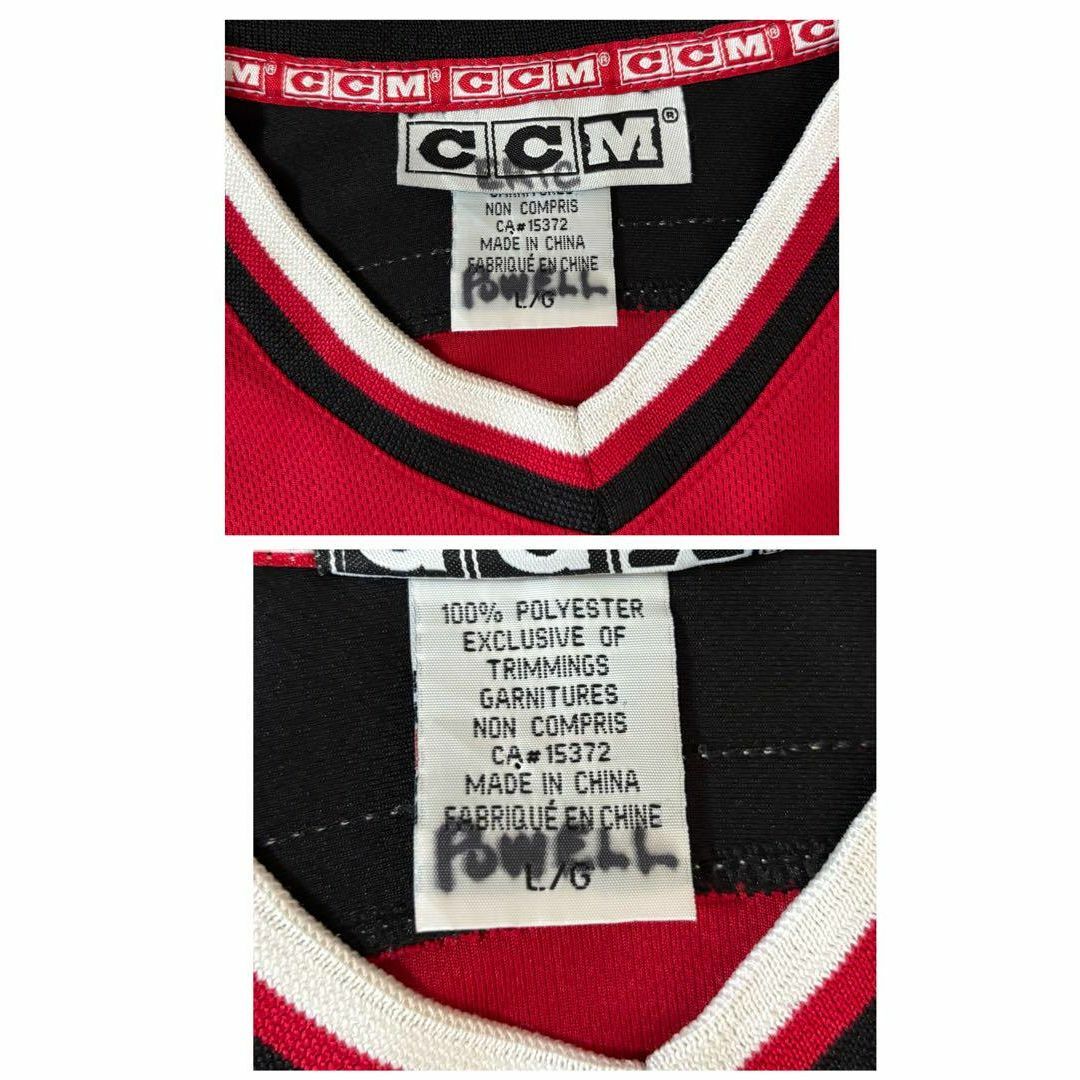 CCM® CCM® CCM® C
CCM®
ERIC
GARNITURES
NON COMPRIS
CA#15372
MADE IN CHINA
FABRIQUÉ EN CHINE
POWELL
L/G
100% POLYESTER
EXCLUSIVE OF
TRIMMINGS
GARNITURES
NON COMPRIS
CA#15372
MADE IN CHINA
FABRIQUÉ EN CHINE
POWELL
L/G